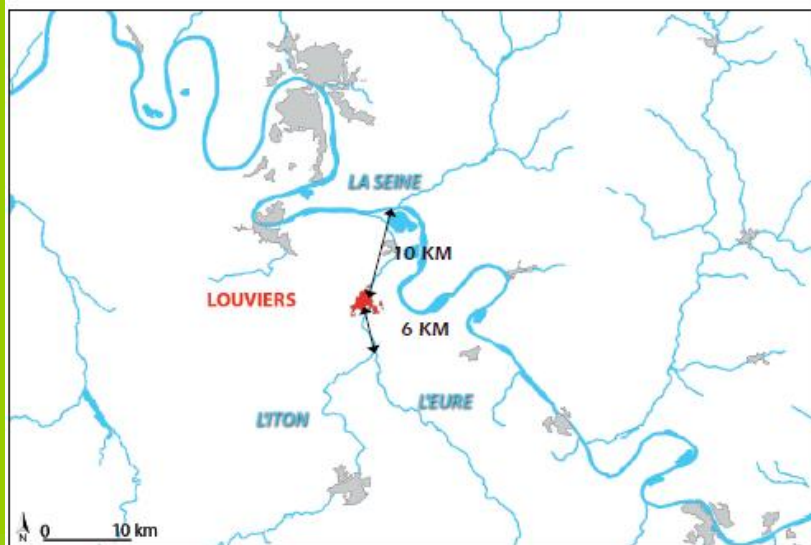 LA SEINE
10 KM
LOUVIERS
6 KM
L'ITON
L'EURE
N 0 10 km